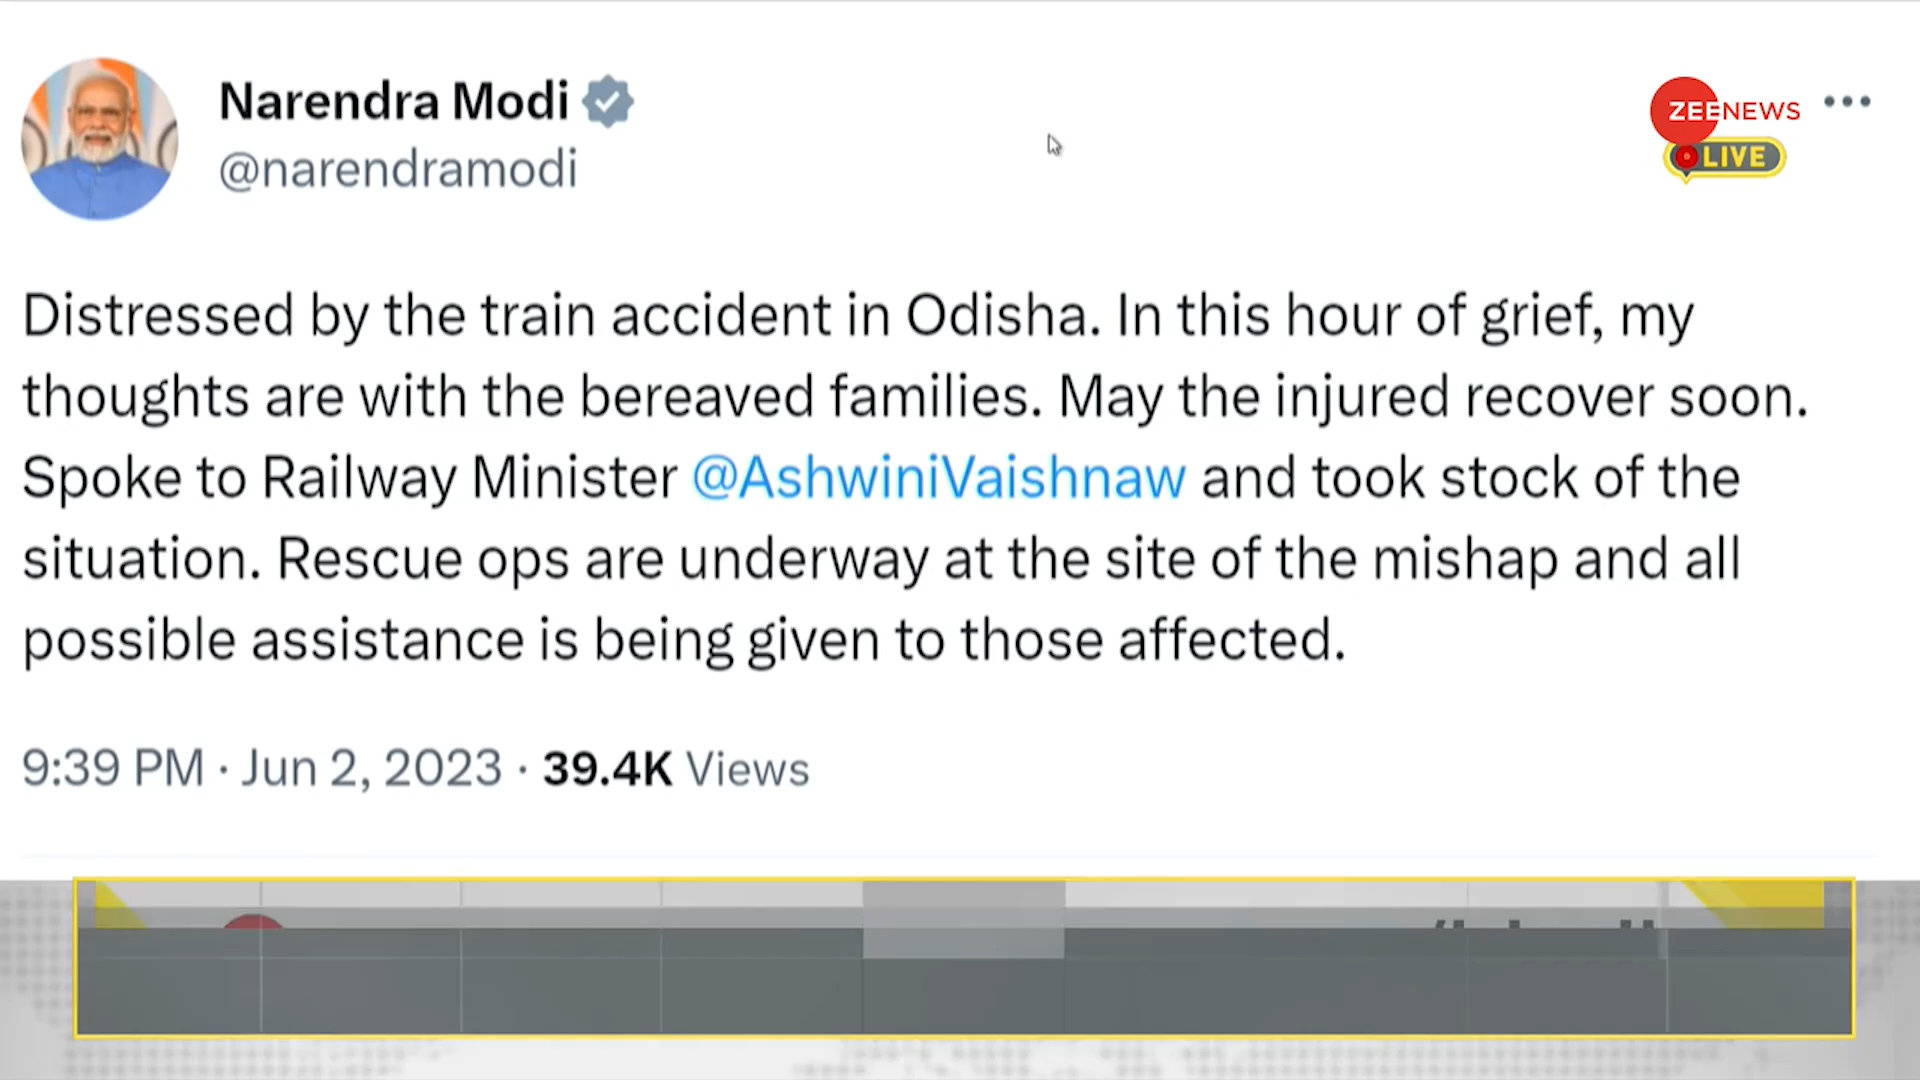 Narendra Modi
@narendramodi
ZEENEWS
LIVE
Distressed by the train accident in Odisha. In this hour of grief, my
thoughts are with the bereaved families. May the injured recover soon.
Spoke to Railway Minister @AshwiniVaishnaw and took stock of the
situation. Rescue ops are underway at the site of the mishap and all
possible assistance is being given to those affected.
9:39 PM · Jun 2, 2023 · 39.4K Views